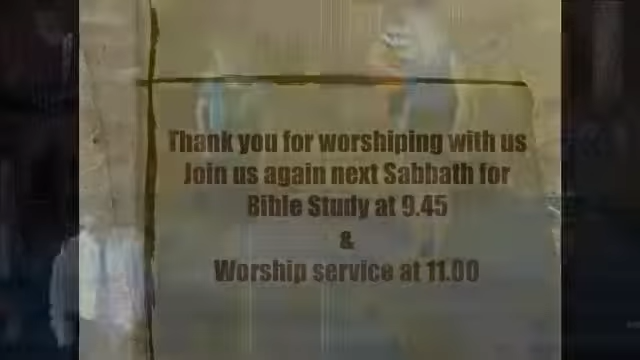 Thank you for worshiping with us
Join us again next Sabbath for
Bible Study at 9.45
&
Worship service at 11.00